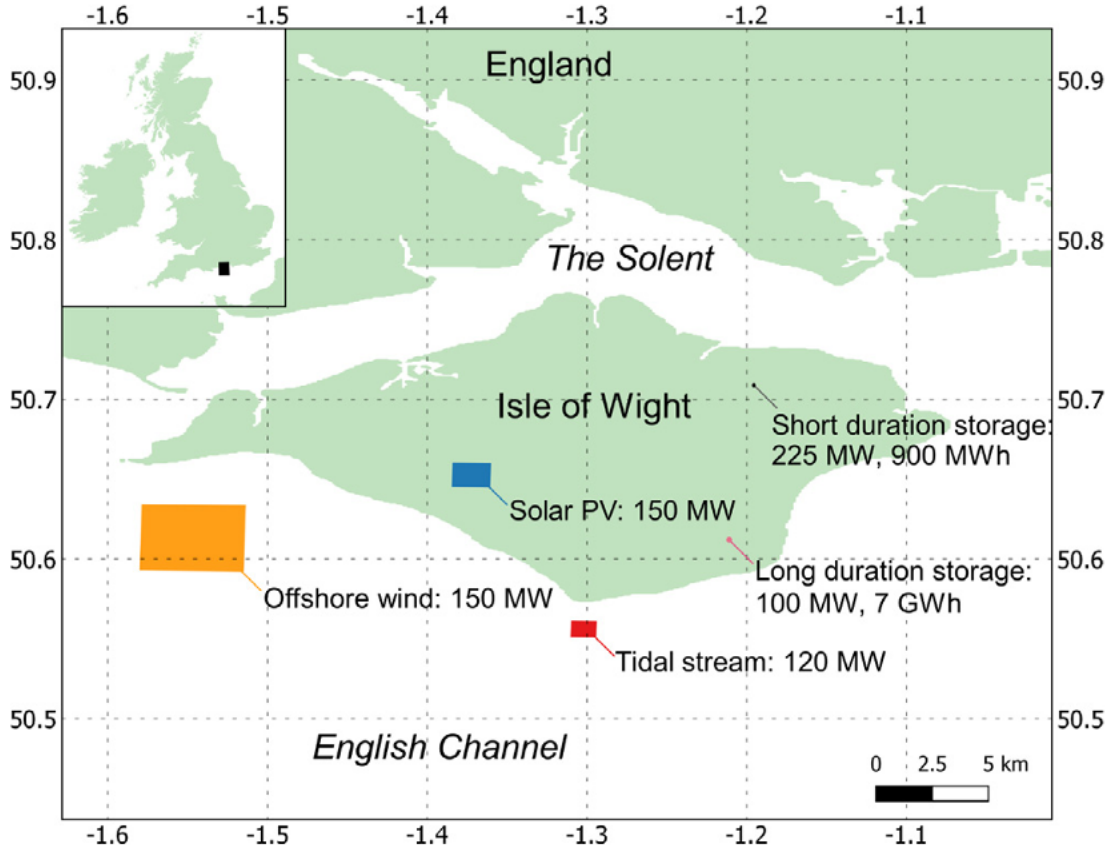 -1.6 -1.5 -1.4 -1.3 -1.2 -1.1
50.9 England 50.9
50.8 50.8
The Solent
50.7 Isle of Wight 50.7
Short duration storage:
225 MW, 900 MWh
Solar PV: 150 MW
50.6 50.6
Long duration storage:
100 MW, 7 GWh
Offshore wind: 150 MW
Tidal stream: 120 MW
50.5 50.5
English Channel
0 2.5 5 km
-1.6 -1.5 -1.4 -1.3 -1.2 -1.1